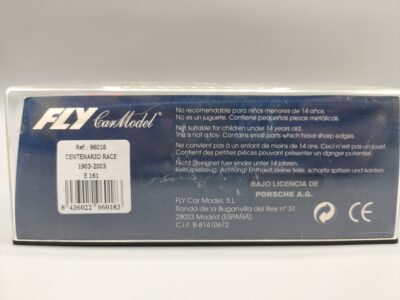 FLY Car Model
Ref.: 96018
CENTENARIO RACE
1903-2003
E 161
8 436022 960183
No recomendable para niños menores de 14 años.
No es un juguete. Contiene pequeñas piezas metálicas.
Not suitable for children under 14 years old.
This is not a toy. Contains small parts which have sharp edges.
Ne convient pas à un enfant de moins de 14 ans. Ce n'est pas un jouet.
Contient des petites pièces pouvant présenter un danger potentiel.
Nicht geeignet fuer kinder unter 14 jahren.
Kein spielzeug. Achtung! Enthaelt kleine teile, scharfe spitzen und kanten.
BAJO LICENCIA DE
PORSCHE A.G.
FLY Car Model, S.L.
Ronda de la Buganvilla del Rey nº 31
28023 Madrid (ESPAÑA)
C.I.F. B-81410672
CE